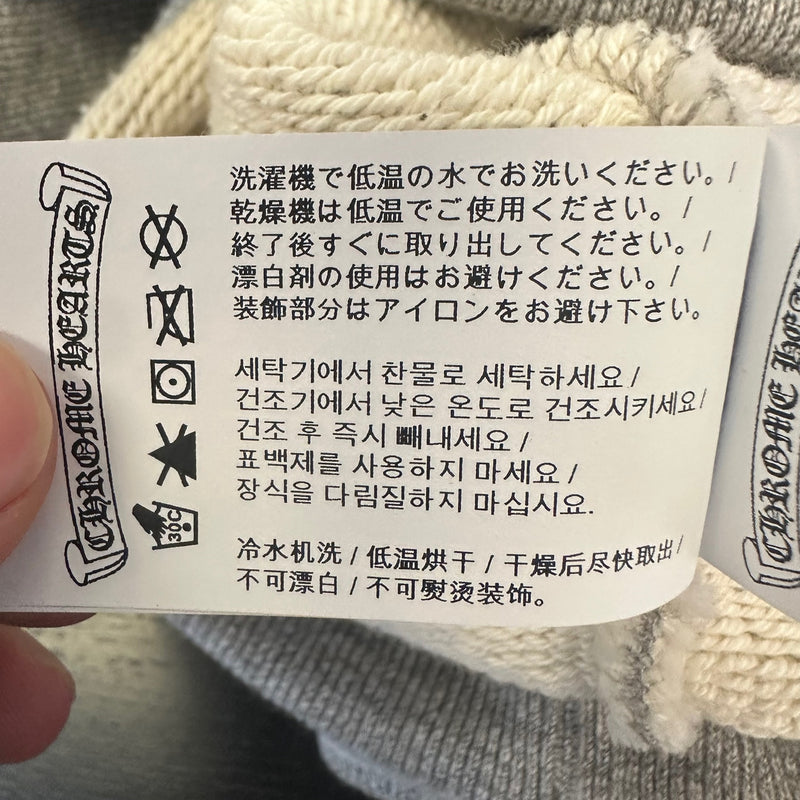 CHROME HEARTS
洗濯機で低温の水でお洗いください。/
乾燥機は低温でご使用ください。/
終了後すぐに取り出してください。/
漂白剤の使用はお避けください。/
装飾部分はアイロンをお避け下さい。
세탁기에서 찬물로 세탁하세요 /
건조기에서 낮은 온도로 건조시키세요/
건조 후 즉시 빼내세요 /
표백제를 사용하지 마세요 /
장식을 다림질하지 마십시요.
冷水机洗 / 低温烘干 / 干燥后尽快取出/
不可漂白 / 不可熨烫装饰。
30C
CHROME HEA